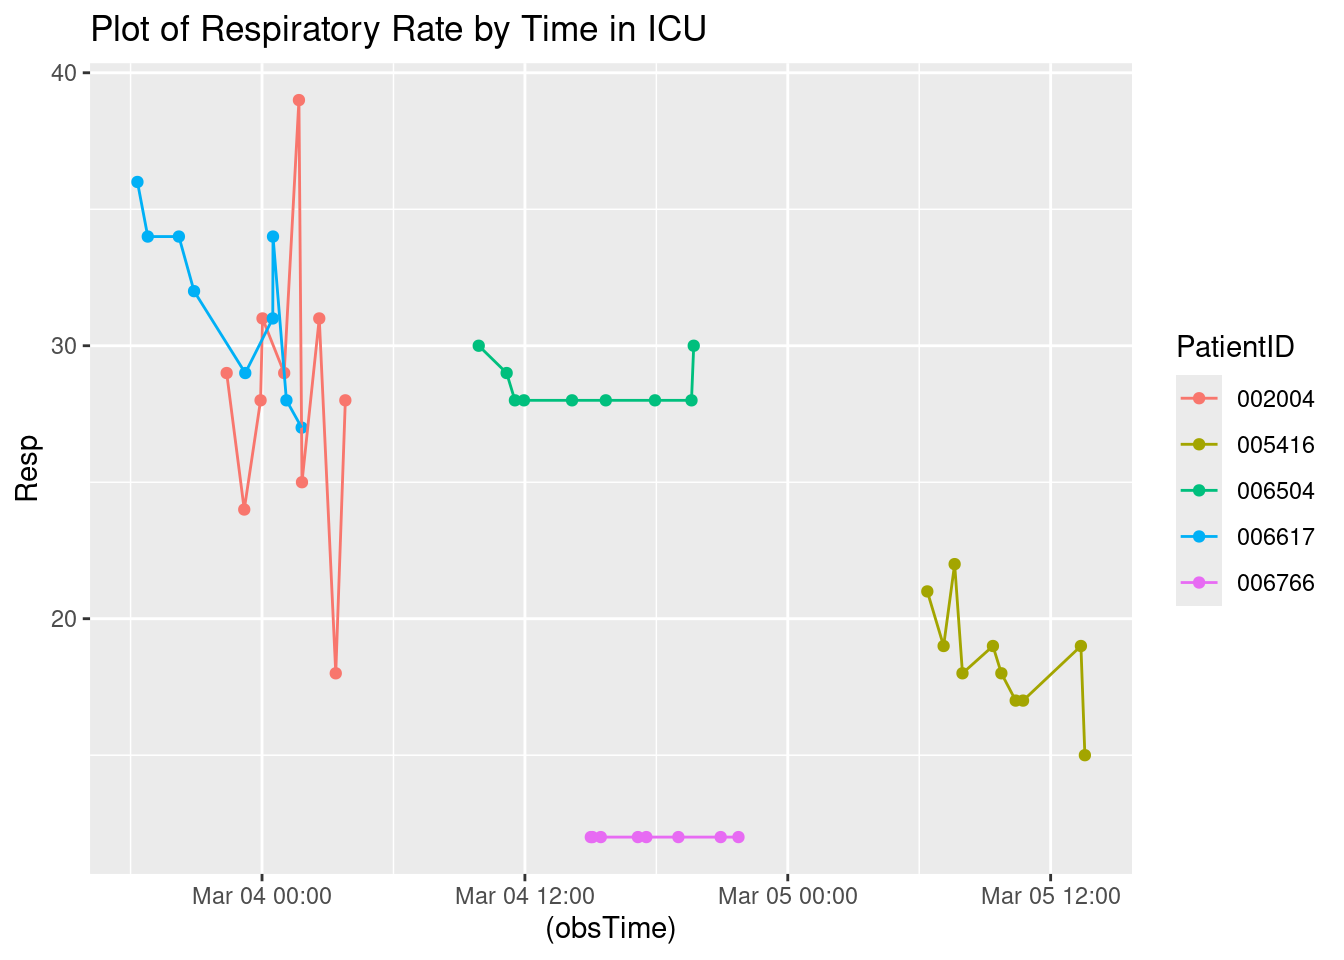 Plot of Respiratory Rate by Time in ICU
40
30
20
Resp
Mar 04 00:00
Mar 04 12:00
Mar 05 00:00
Mar 05 12:00
(obsTime)
PatientID
002004
005416
006504
006617
006766